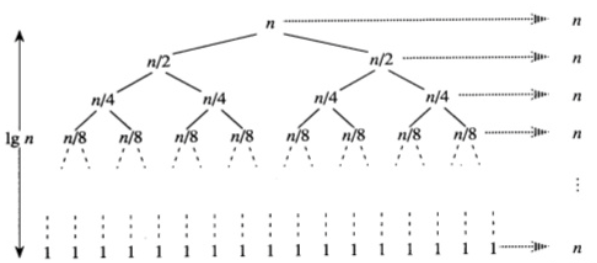 n n
n/2 n/2 n
n/4 n/4 n/4 n/4 n
lg n n/8 n/8 n/8 n/8 n/8 n/8 n/8 n/8 n
⋮
1 1 1 1 1 1 1 1 1 1 1 1 1 1 1 1 1 n